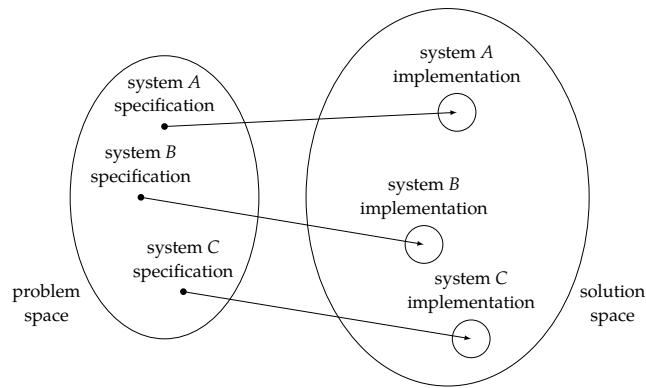 system A
specification
system B
specification
system C
specification
problem
space
system A
implementation
system B
implementation
system C
implementation
solution
space